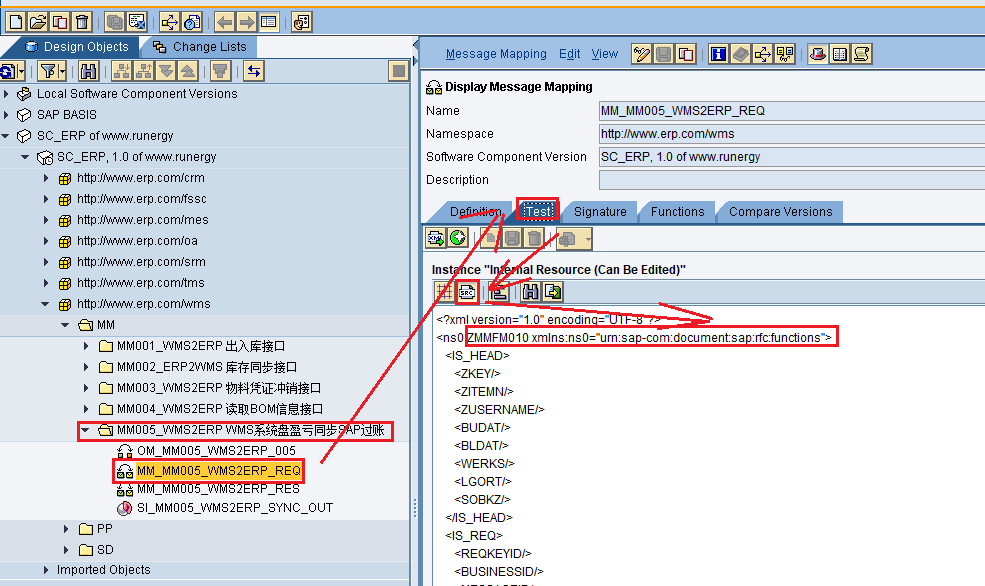 Design Objects
Change Lists
Local Software Component Versions
SAP BASIS
SC_ERP of www.runergy
SC_ERP, 1.0 of www.runergy
http://www.erp.com/crm
http://www.erp.com/fssc
http://www.erp.com/mes
http://www.erp.com/oa
http://www.erp.com/srm
http://www.erp.com/tms
http://www.erp.com/wms
MM
MM001_WMS2ERP 出入库接口
MM002_ERP2WMS 库存同步接口
MM003_WMS2ERP 物料凭证冲销接口
MM004_WMS2ERP 读取BOM信息接口
MM005_WMS2ERP WMS系统盘盈亏同步SAP过账
OM_MM005_WMS2ERP_005
MM_MM005_WMS2ERP_REQ
MM_MM005_WMS2ERP_RES
SI_MM005_WMS2ERP_SYNC_OUT
PP
SD
Imported Objects
Message Mapping Edit View
Display Message Mapping
Name MM_MM005_WMS2ERP_REQ
Namespace http://www.erp.com/wms
Software Component Version SC_ERP, 1.0 of www.runergy
Description
Definition Test Signature Functions Compare Versions
XML
Instance "Internal Resource (Can Be Edited)"
SRC
<?xml version="1.0" encoding="UTF-8"?>
<ns0:ZMMFM010 xmlns:ns0="urn:sap-com:document:sap:rfc:functions">
<IS_HEAD>
<ZKEY/>
<ZITEMN/>
<ZUSERNAME/>
<BUDAT/>
<BLDAT/>
<WERKS/>
<LGORT/>
<SOBKZ/>
</IS_HEAD>
<IS_REQ>
<REQKEYID/>
<BUSINESSID/>